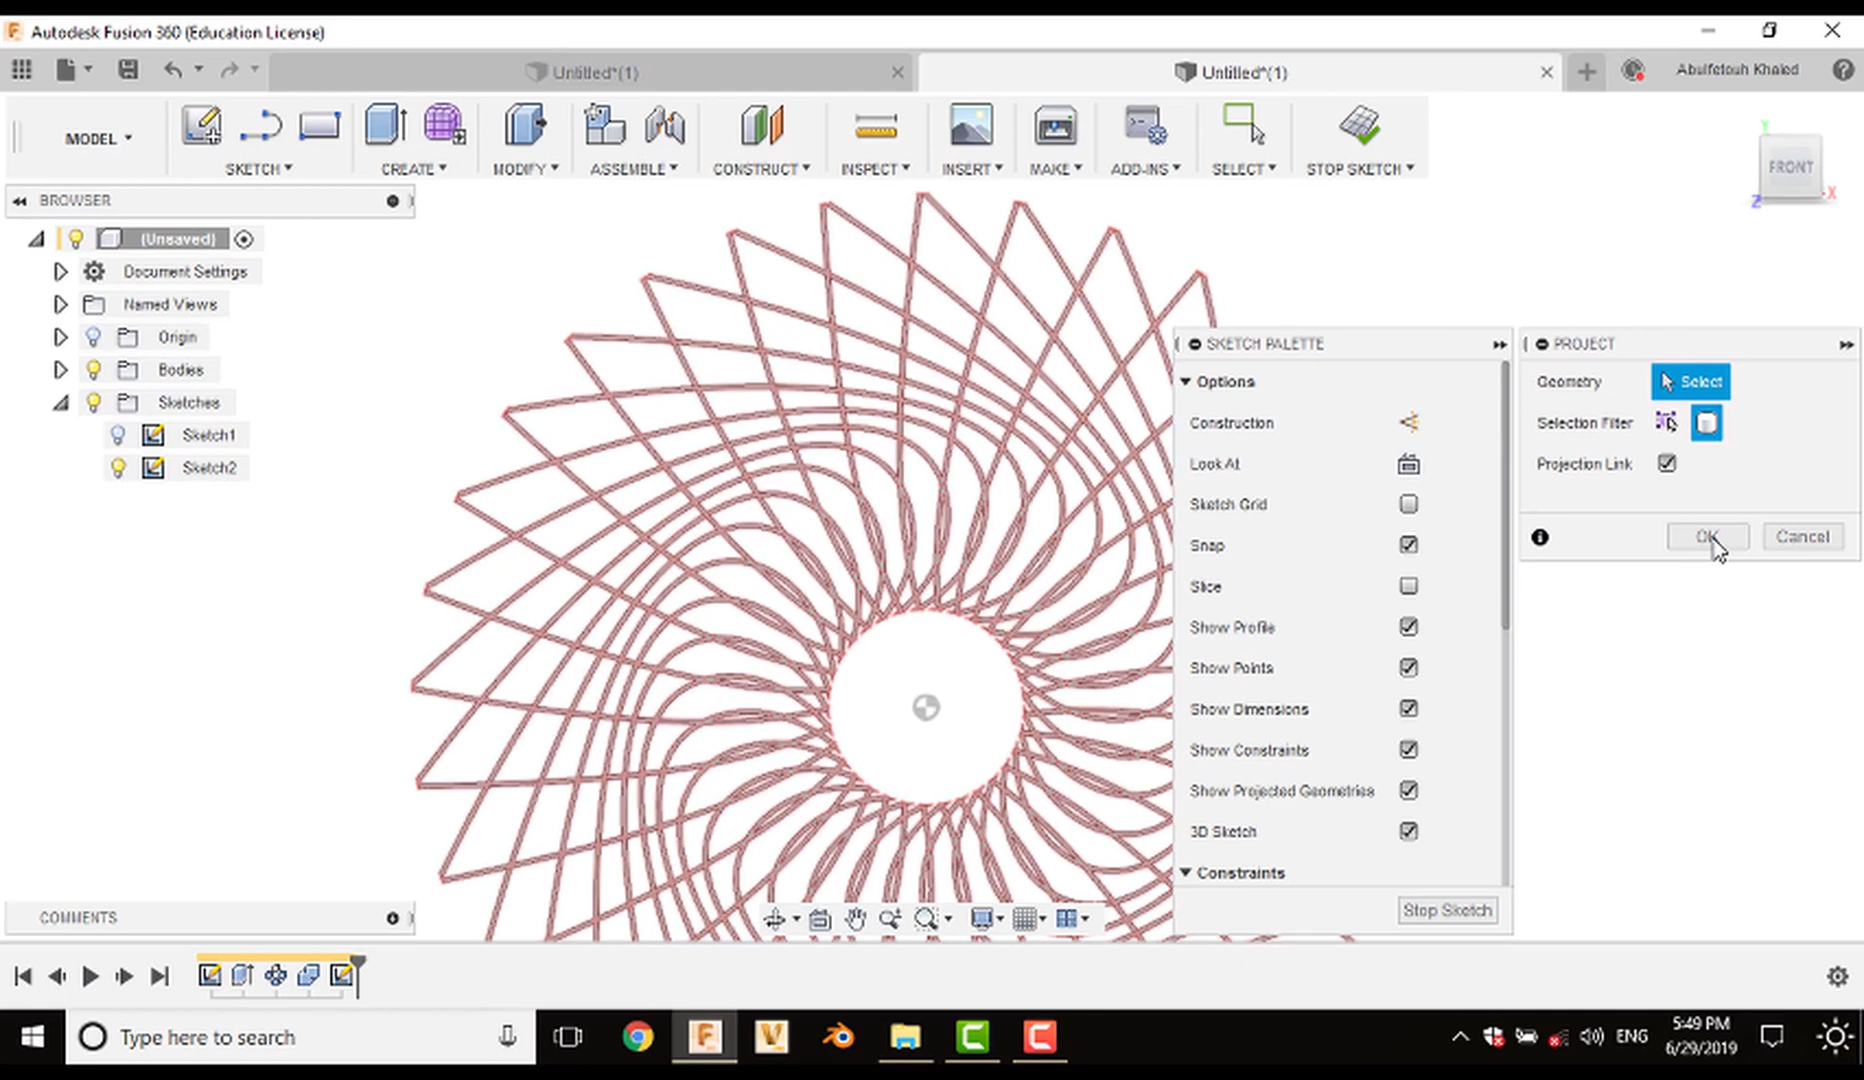 Autodesk Fusion 360 (Education License)
Untitled*(1)
Untitled*(1)
Abulfetouh Khaled
MODEL
SKETCH
CREATE
MODIFY
ASSEMBLE
CONSTRUCT
INSPECT
INSERT
MAKE
ADD-INS
SELECT
STOP SKETCH
Y
FRONT
X
Z
BROWSER
(Unsaved)
Document Settings
Named Views
Origin
Bodies
Sketches
Sketch1
Sketch2
SKETCH PALETTE
Options
Construction
Look At
Sketch Grid
Snap
Slice
Show Profile
Show Points
Show Dimensions
Show Constraints
Show Projected Geometries
3D Sketch
Constraints
Stop Sketch
PROJECT
Geometry
Select
Selection Filter
Projection Link
OK
Cancel
COMMENTS
Type here to search
ENG
5:49 PM
6/29/2019